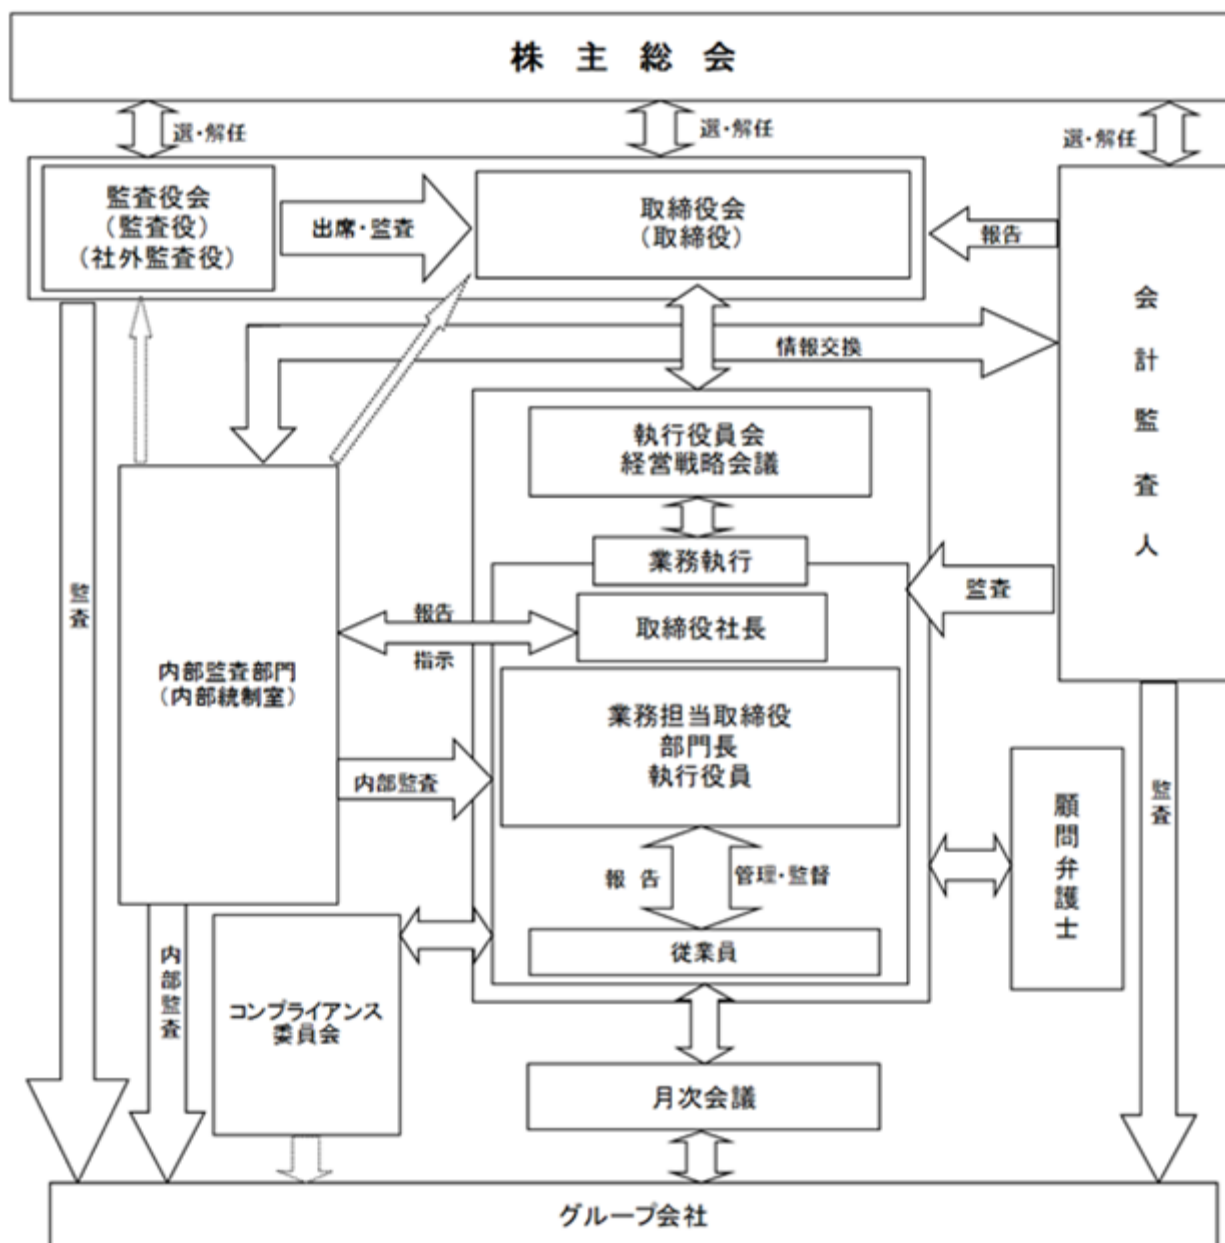 株主総会
選・解任
選・解任
選・解任
監査役会
（監査役）
（社外監査役）
出席・監査
取締役会
（取締役）
報告
会計監査人
情報交換
執行役員会
経営戦略会議
業務執行
監査
監査
報告
指示
取締役社長
内部監査部門
（内部統制室）
業務担当取締役
部門長
執行役員
内部監査
顧問弁護士
監査
報告
管理・監督
従業員
内部監査
コンプライアンス
委員会
月次会議
グループ会社